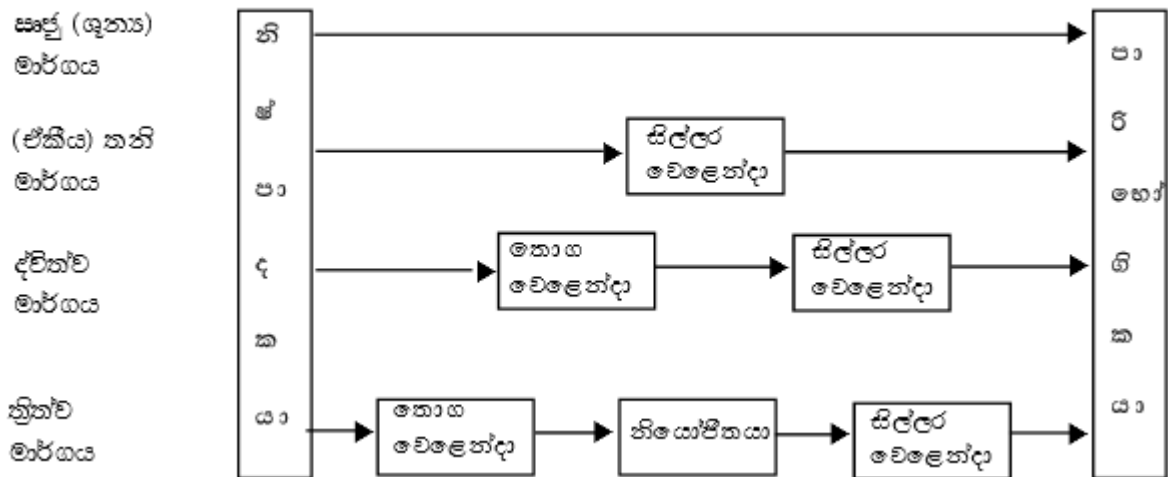 සෘජු (ශුන්‍ය)
මාර්ගය
(ඒකීය) තනි
මාර්ගය
ද්විත්ව
මාර්ගය
ත්‍රිත්ව
මාර්ගය
නි
ෂ්
පා
ද
ක
යා
සිල්ලර
වෙළෙන්දා
තොග
වෙළෙන්දා
සිල්ලර
වෙළෙන්දා
තොග
වෙළෙන්දා
නියෝජිතයා
සිල්ලර
වෙළෙන්දා
පා
රි
භෝ
ගි
ක
යා